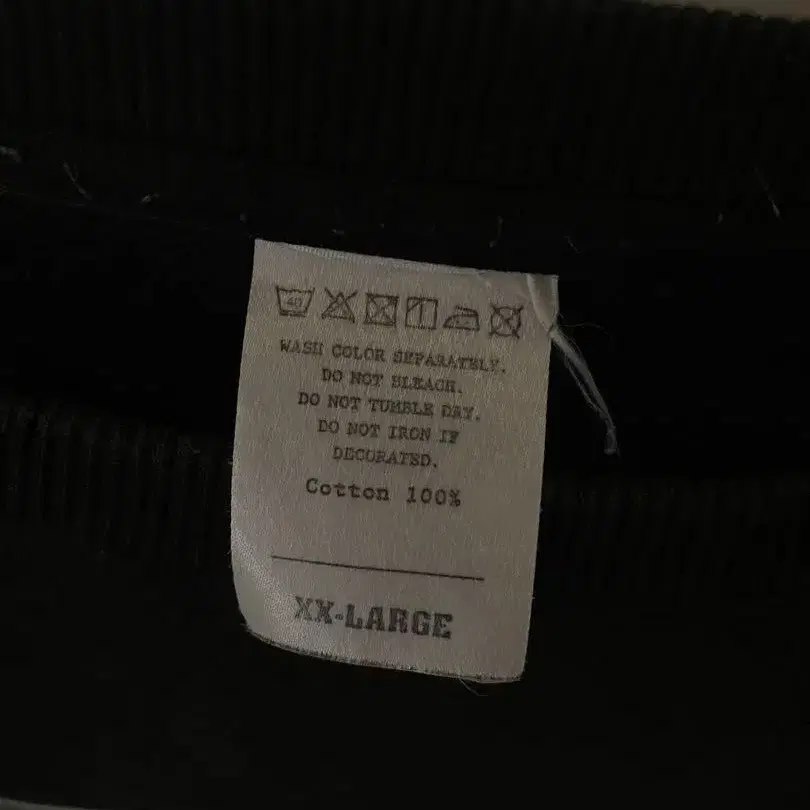 40
WASH COLOR SEPARATELY.
DO NOT BLEACH.
DO NOT TUMBLE DRY.
DO NOT IRON IF
DECORATED.
Cotton 100%
XX-LARGE